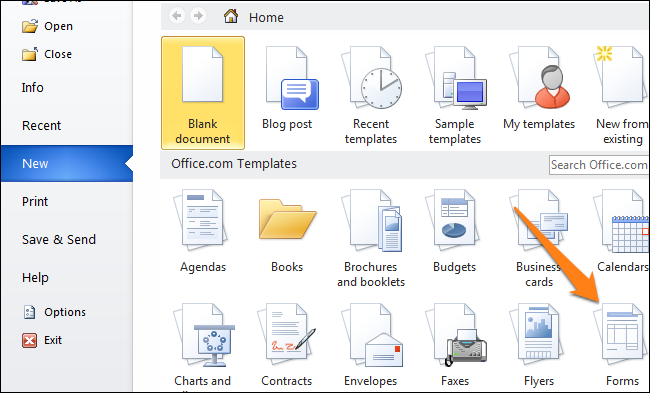 Save As
Open
Close
Info
Recent
New
Print
Save & Send
Help
Options
Exit
Home
Blank document
Blog post
Recent templates
Sample templates
My templates
New from existing
Office.com Templates
Search Office.com
Agendas
Books
Brochures and booklets
Budgets
Business cards
Calendars
Charts and
Contracts
Envelopes
Faxes
Flyers
Forms